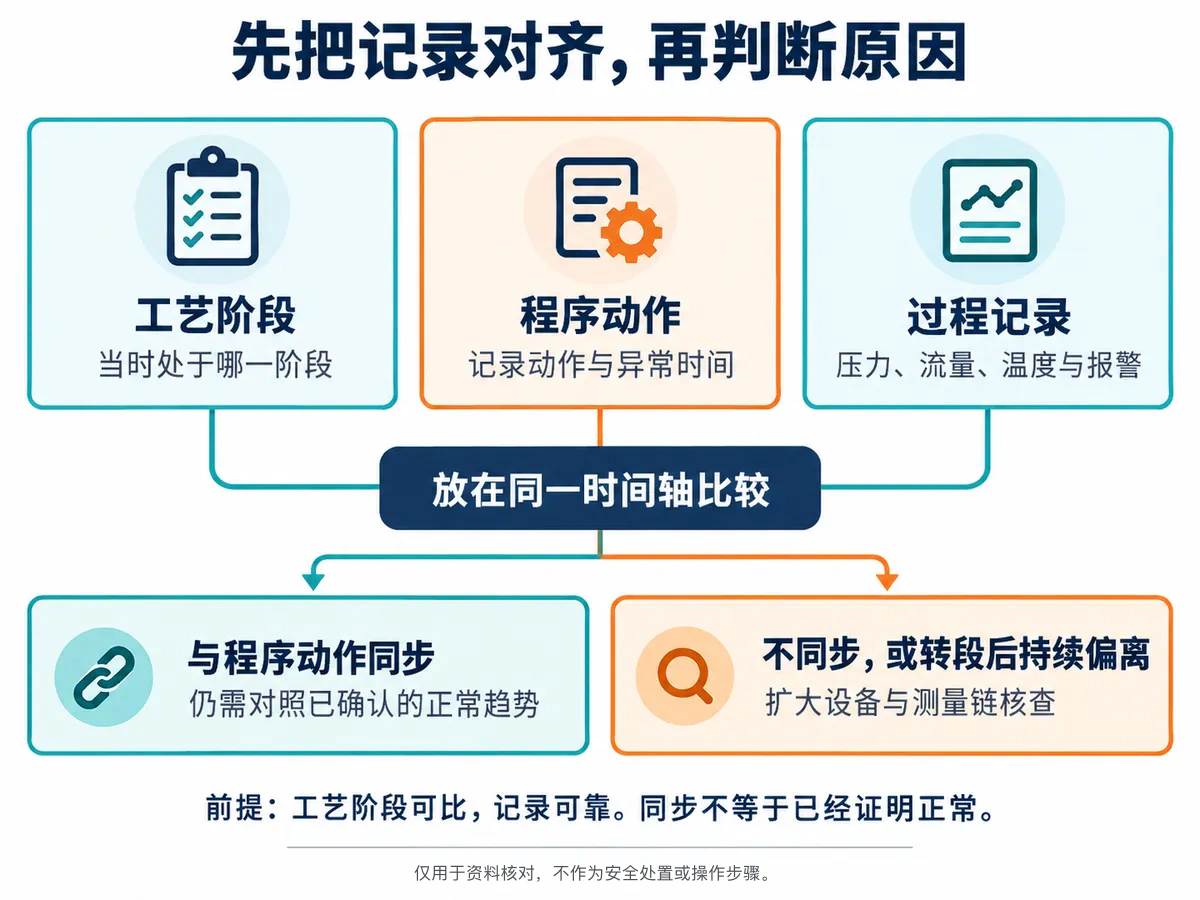 先把记录对齐，再判断原因
工艺阶段
当时处于哪一阶段
程序动作
记录动作与异常时间
过程记录
压力、流量、温度与报警
放在同一时间轴比较
与程序动作同步
仍需对照已确认的正常趋势
不同步，或转段后持续偏离
扩大设备与测量链核查
前提：工艺阶段可比，记录可靠。同步不等于已经证明正常。
仅用于资料核对，不作为安全处置或操作步骤。